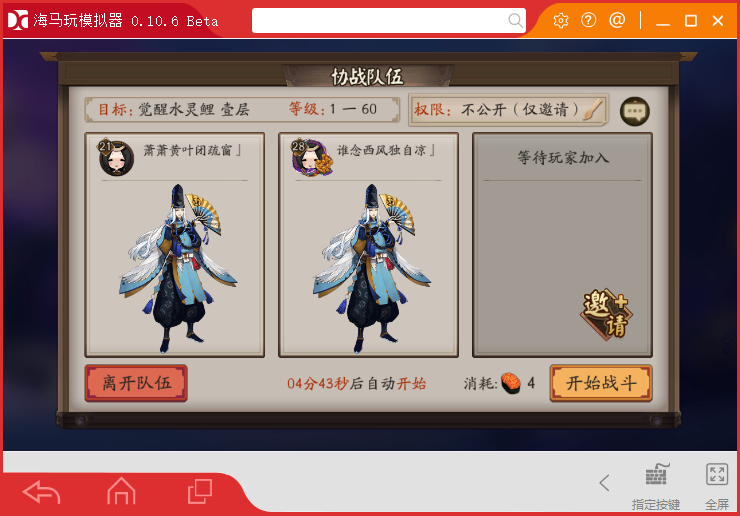 海马玩模拟器 0.10.6 Beta
协战队伍
目标: 觉醒水灵鲤 壹层
等级: 1 一 60
权限: 不公开（仅邀请）
21
萧萧黄叶闭疏窗」
28
谁念西风独自凉」
等待玩家加入
邀+请
离开队伍
04分43秒后自动开始
消耗: 4
开始战斗
指定按键
全屏